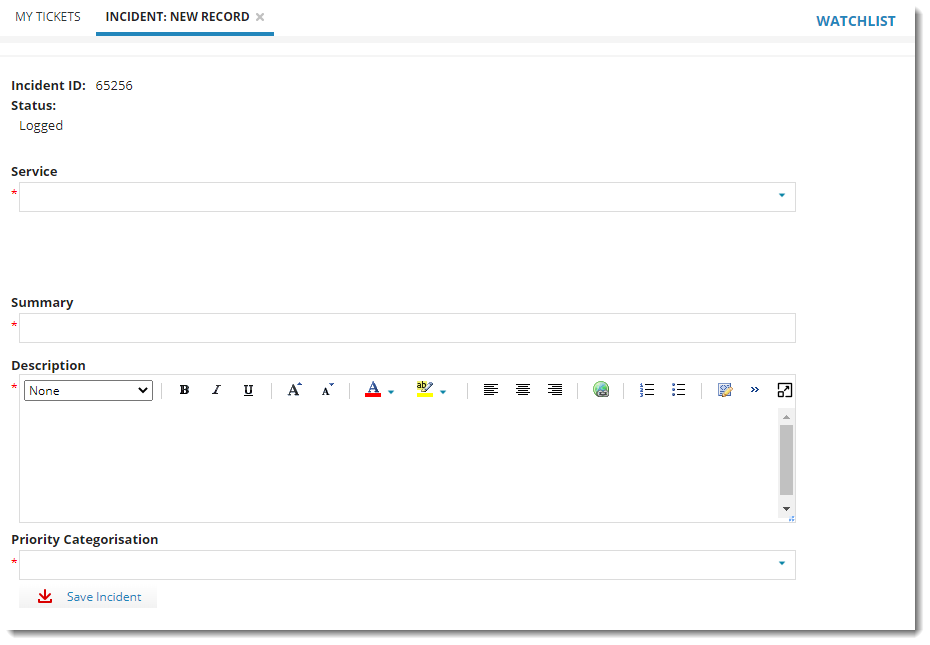 MY TICKETS INCIDENT: NEW RECORD × WATCHLIST
Incident ID: 65256
Status:
Logged
Service
*
Summary
*
Description
* None B I U A A A ab »
Priority Categorisation
*
Save Incident